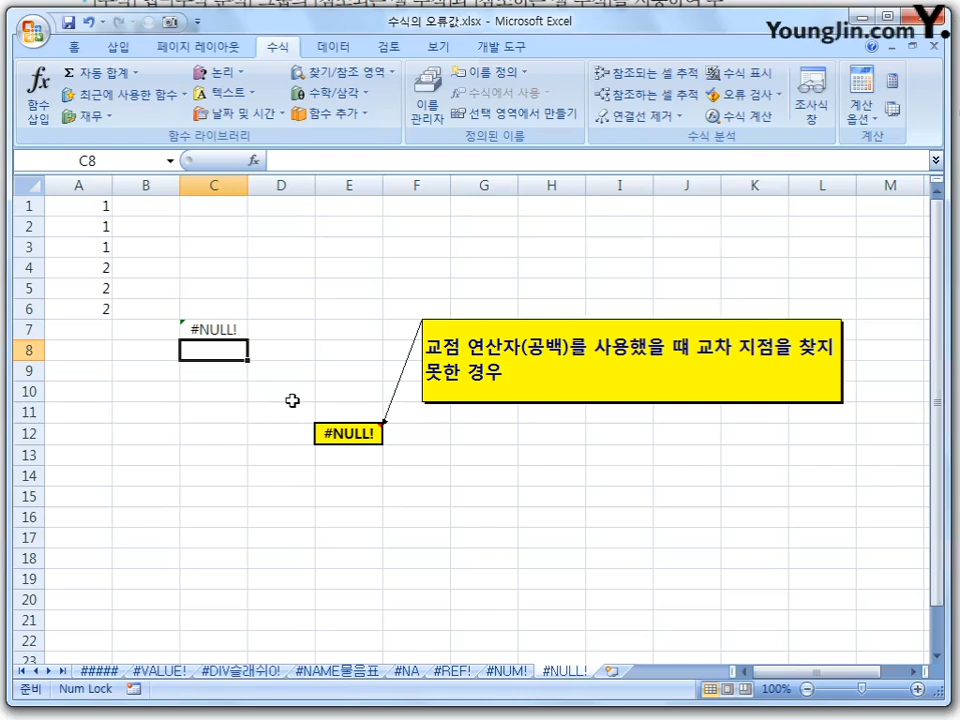 수식의 오류값.xlsx - Microsoft Excel
YoungJin.com Y.
홈 삽입 페이지 레이아웃 수식 데이터 검토 보기 개발 도구
fx 함수 삽입
Σ 자동 합계
최근에 사용한 함수
재무
논리
텍스트
날짜 및 시간
찾기/참조 영역
수학/삼각
함수 추가
함수 라이브러리
이름 관리자
이름 정의
수식에서 사용
선택 영역에서 만들기
정의된 이름
참조되는 셀 추적
참조하는 셀 추적
연결선 제거
수식 표시
오류 검사
수식 계산
조사식 창
수식 분석
계산 옵션
계산
C8 fx
A B C D E F G H I J K L M
1 1
2 1
3 1
4 2
5 2
6 2
7 #NULL!
8
9
10
11
12 #NULL!
13
14
15
16
17
18
19
20
21
22
23
교점 연산자(공백)를 사용했을 떄 교차 지점을 찾지
못한 경우
##### #VALUE! #DIV슬래쉬0! #NAME물음표 #NA #REF! #NUM! #NULL!
준비 Num Lock 100%